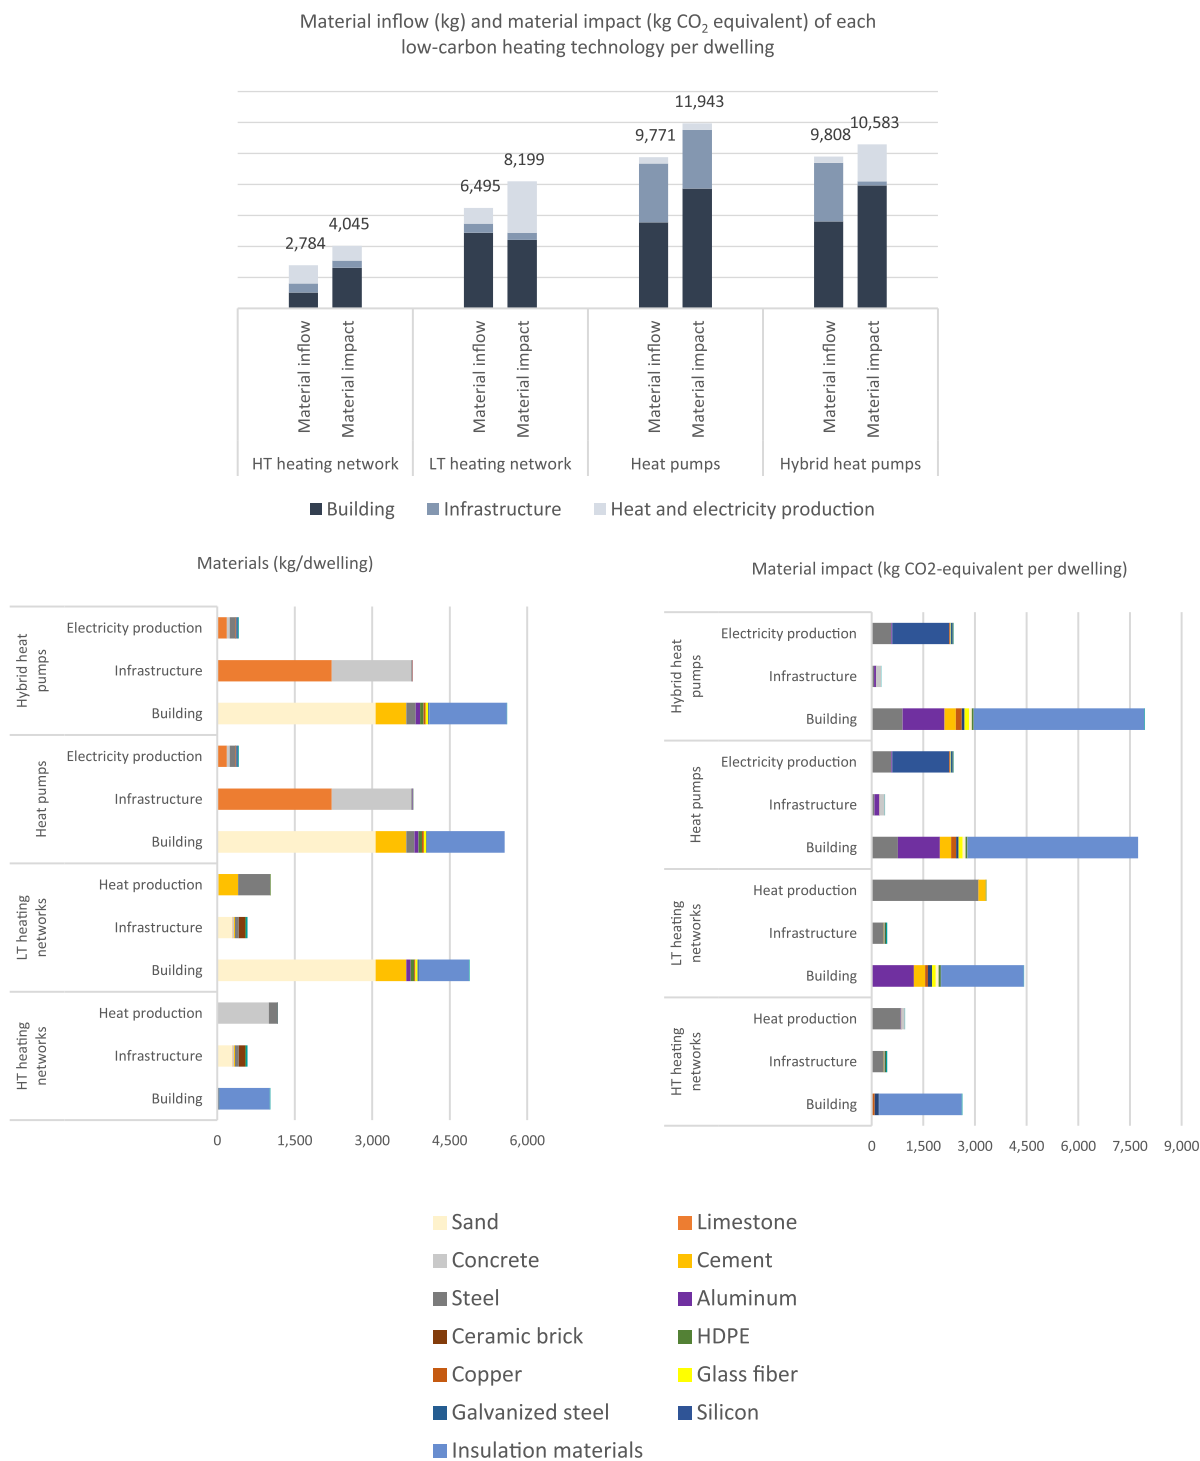 Material inflow (kg) and material impact (kg CO2 equivalent) of each
low-carbon heating technology per dwelling
2,784
4,045
6,495
8,199
9,771
11,943
9,808
10,583
Material inflow
Material impact
Material inflow
Material impact
Material inflow
Material impact
Material inflow
Material impact
HT heating network
LT heating network
Heat pumps
Hybrid heat pumps
Building
Infrastructure
Heat and electricity production
Materials (kg/dwelling)
Hybrid heat
pumps
Electricity production
Infrastructure
Building
Heat pumps
Electricity production
Infrastructure
Building
LT heating
networks
Heat production
Infrastructure
Building
HT heating
networks
Heat production
Infrastructure
Building
0
1,500
3,000
4,500
6,000
Material impact (kg CO2-equivalent per dwelling)
Hybrid heat
pumps
Electricity production
Infrastructure
Building
Heat pumps
Electricity production
Infrastructure
Building
LT heating
networks
Heat production
Infrastructure
Building
HT heating
networks
Heat production
Infrastructure
Building
0
1,500
3,000
4,500
6,000
7,500
9,000
Sand
Limestone
Concrete
Cement
Steel
Aluminum
Ceramic brick
HDPE
Copper
Glass fiber
Galvanized steel
Silicon
Insulation materials